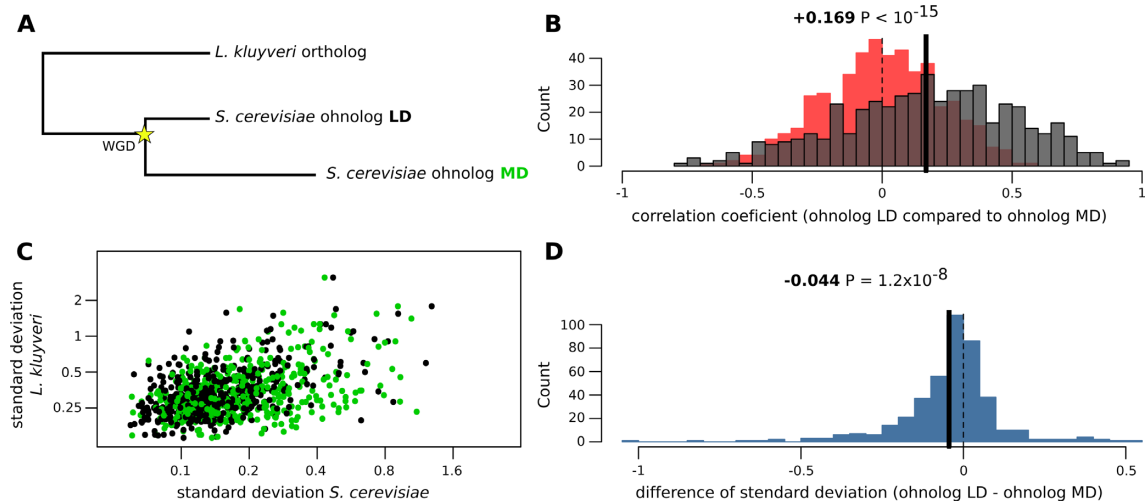 A
L. kluyveri ortholog
S. cerevisiae ohnolog LD
WGD
S. cerevisiae ohnolog MD
B
+0.169 P < 10-15
Count
40
30
20
10
0
-1 -0.5 0 0.5 1
correlation coeficient (ohnolog LD compared to ohnolog MD)
C
standard deviation
L. kluyveri
2
1
0.5
0.25
0.1 0.2 0.4 0.8 1.6
standard deviation S. cerevisiae
D
-0.044 P = 1.2x10-8
Count
100
80
60
40
20
0
-1 -0.5 0 0.5
difference of stendard deviation (ohnolog LD - ohnolog MD)